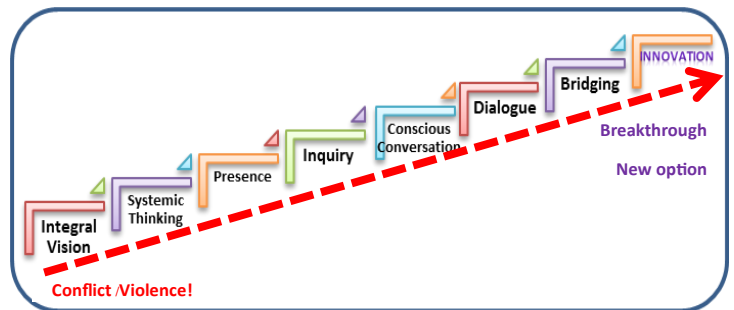 Integral
Vision
Systemic
Thinking
Presence
Inquiry
Conscious
Conversation
Dialogue
Bridging
INNOVATION
Breakthrough
New option
Conflict /Violence!